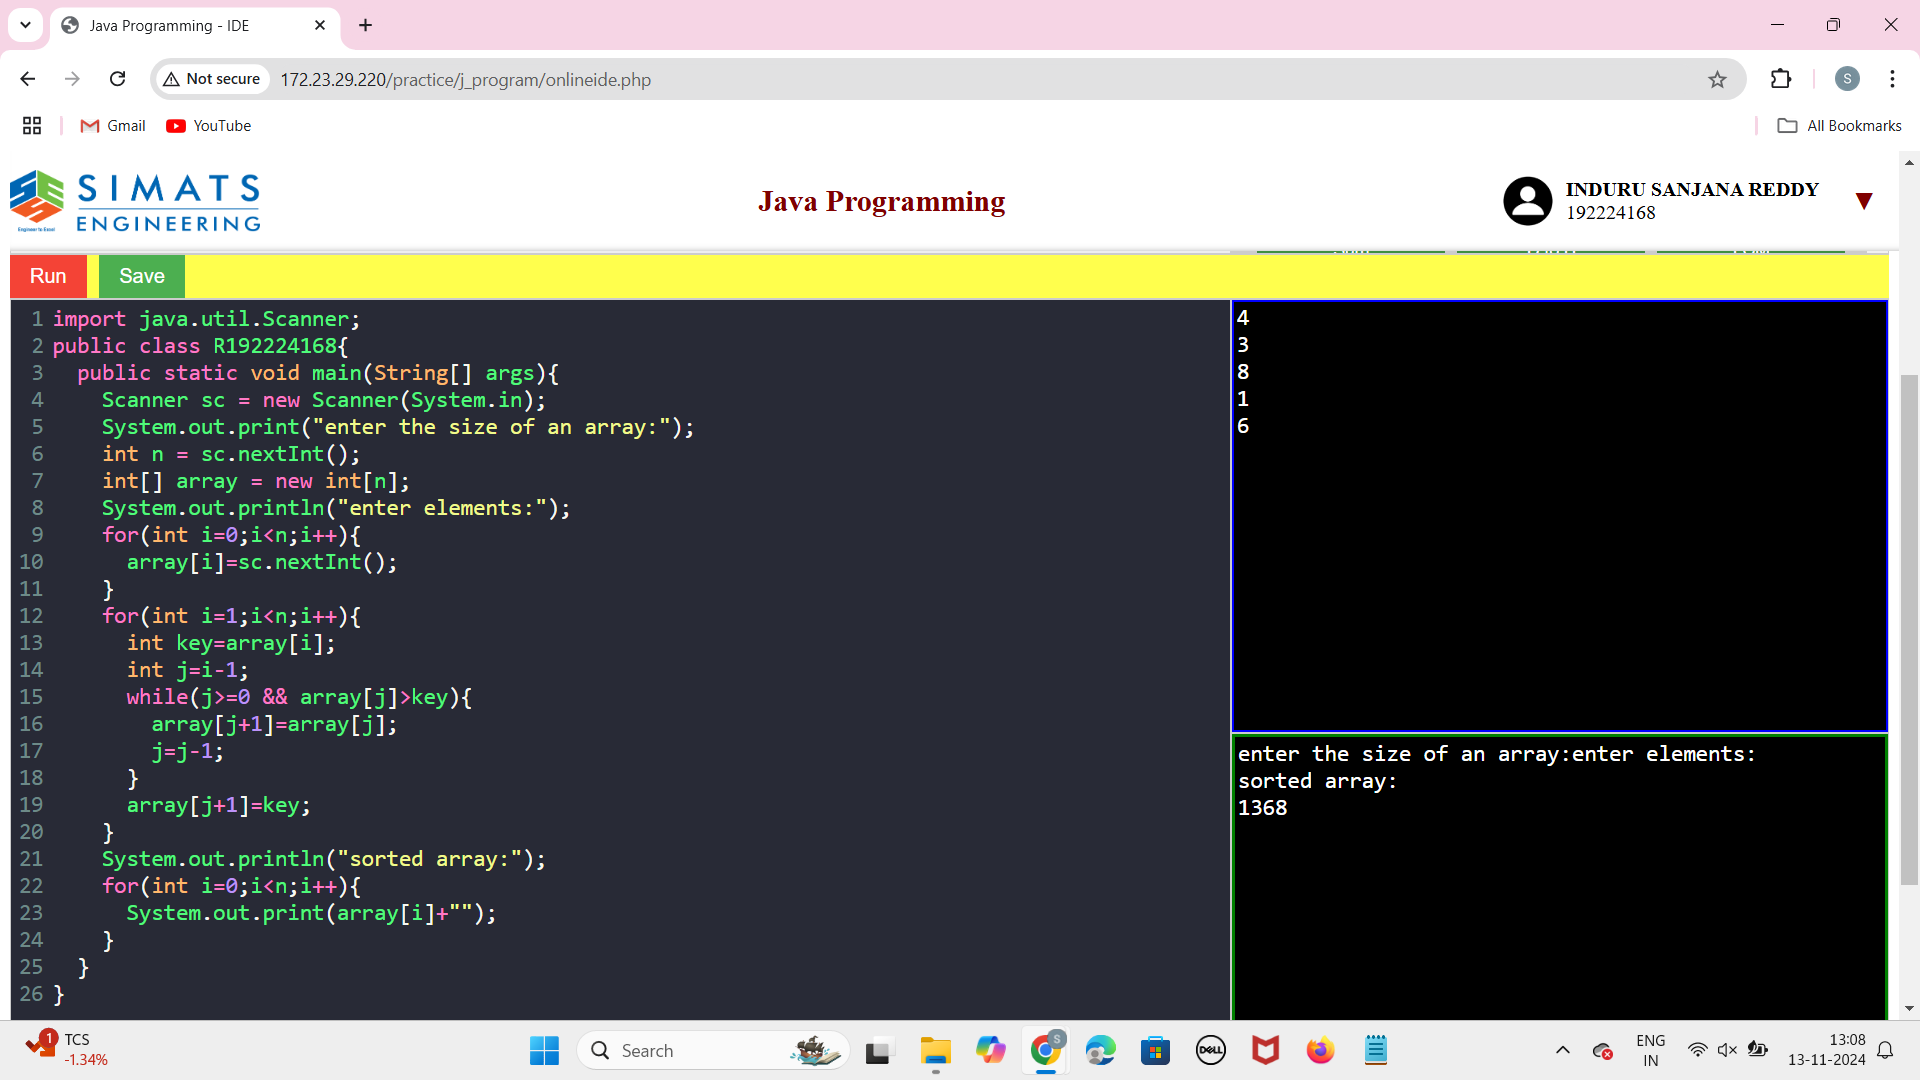 Java Programming - IDE
Not secure
172.23.29.220/practice/j_program/onlineide.php
S
Gmail
YouTube
All Bookmarks
SIMATS
ENGINEERING
Engineer to Excel
Java Programming
INDURU SANJANA REDDY
192224168
Run
Save
1 import java.util.Scanner;
2 public class R192224168{
3   public static void main(String[] args){
4     Scanner sc = new Scanner(System.in);
5     System.out.print("enter the size of an array:");
6     int n = sc.nextInt();
7     int[] array = new int[n];
8     System.out.println("enter elements:");
9     for(int i=0;i<n;i++){
10       array[i]=sc.nextInt();
11     }
12     for(int i=1;i<n;i++){
13       int key=array[i];
14       int j=i-1;
15       while(j>=0 && array[j]>key){
16         array[j+1]=array[j];
17         j=j-1;
18       }
19       array[j+1]=key;
20     }
21     System.out.println("sorted array:");
22     for(int i=0;i<n;i++){
23       System.out.print(array[i]+"");
24     }
25   }
26 }
4
3
8
1
6
enter the size of an array:enter elements:
sorted array:
1368
1
TCS
-1.34%
Search
S
DELL
ENG
IN
13:08
13-11-2024